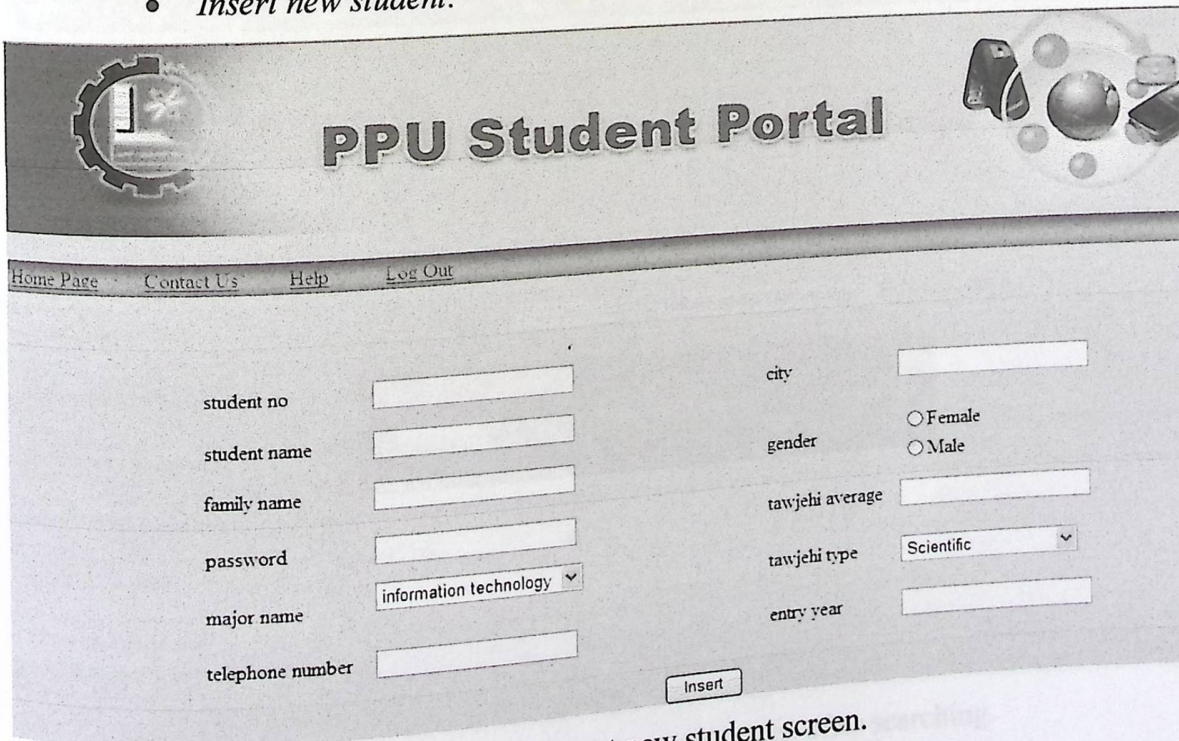 • Insert new student.
PPU Student Portal
Home Page Contact Us Help Log Out
student no
student name
family name
password
major name information technology
telephone number
city
gender Female
Male
tawjehi average
tawjehi type Scientific
entry year
Insert
student screen.
searching.